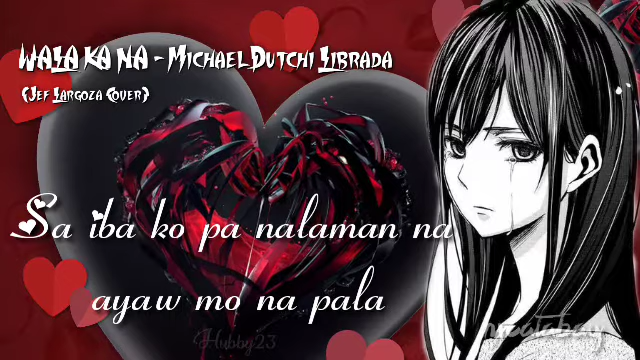 WALA KA NA - MICHAEL DUTCHI LIBRADA
(JEF LARGOZA COVER)
Sa iba ko pa nalaman na
ayaw mo na pala
Hubby23